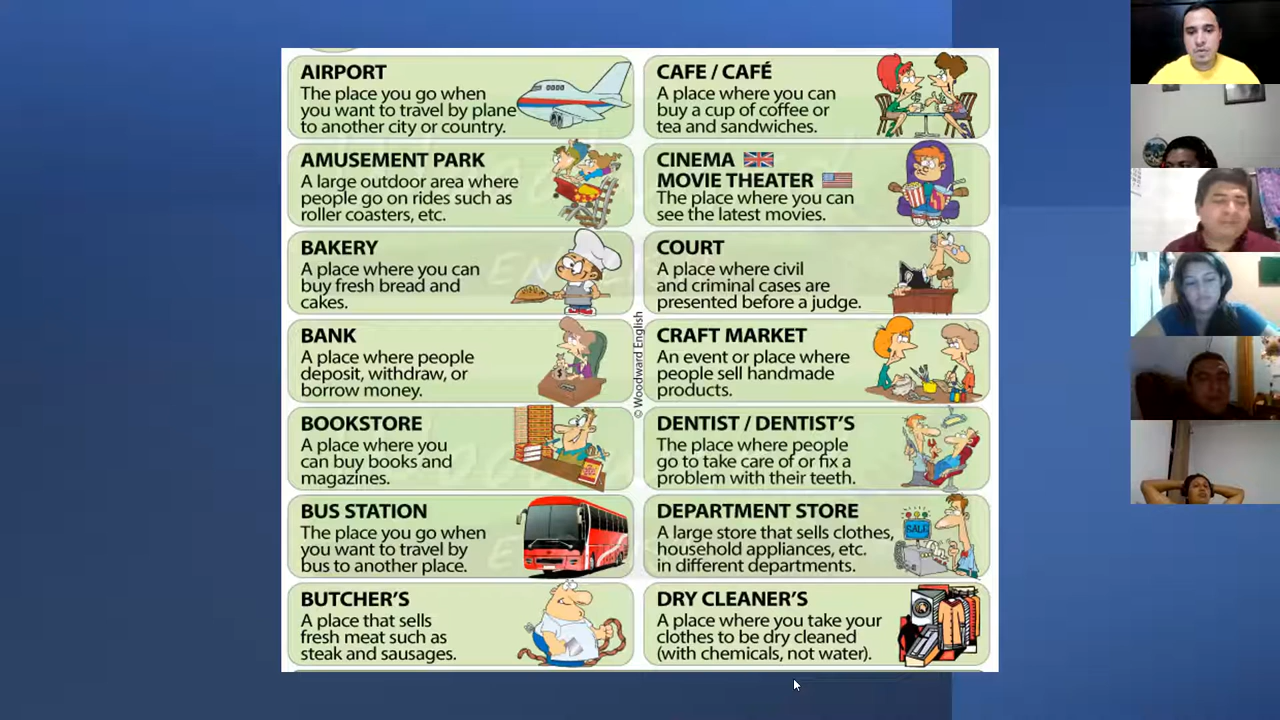 AIRPORT
The place you go when
you want to travel by plane
to another city or country.
AMUSEMENT PARK
A large outdoor area where
people go on rides such as
roller coasters, etc.
BAKERY
A place where you can
buy fresh bread and
cakes.
BANK
A place where people
deposit, withdraw, or
borrow money.
BOOKSTORE
A place where you
can buy books and
magazines.
BUS STATION
The place you go when
you want to travel by
bus to another place.
BUTCHER'S
A place that sells
fresh meat such as
steak and sausages.
© Woodward English
CAFE / CAFÉ
A place where you can
buy a cup of coffee or
tea and sandwiches.
CINEMA
MOVIE THEATER
The place where you can
see the latest movies.
COURT
A place where civil
and criminal cases are
presented before a judge.
CRAFT MARKET
An event or place where
people sell handmade
products.
DENTIST / DENTIST'S
The place where people
go to take care of or fix a
problem with their teeth.
DEPARTMENT STORE
A large store that sells clothes,
household appliances, etc.
in different departments.
SALE
DRY CLEANER'S
A place where you take your
clothes to be dry cleaned
(with chemicals, not water).